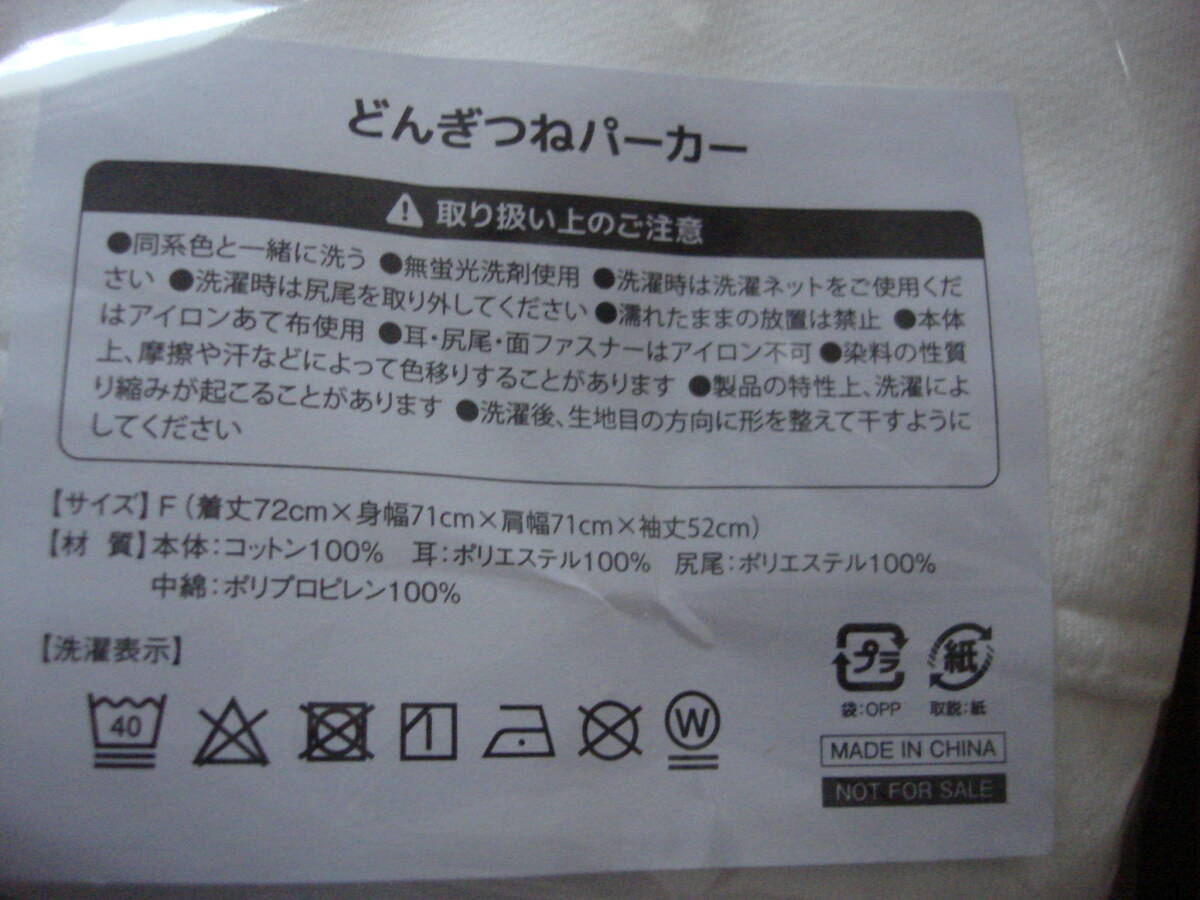 どんぎつねパーカー
取り扱い上のご注意
●同系色と一緒に洗う ●無蛍光洗剤使用 ●洗濯時は洗濯ネットをご使用くだ
さい ●洗濯時は尻尾を取り外してください ●濡れたままの放置は禁止 ●本体
はアイロンあて布使用 ●耳・尻尾・面ファスナーはアイロン不可 ●染料の性質
上、摩擦や汗などによって色移りすることがあります ●製品の特性上、洗濯によ
り縮みが起こることがあります ●洗濯後、生地目の方向に形を整えて干すように
してください
【サイズ】F（着丈72cm×身幅71cm×肩幅71cm×袖丈52cm）
【材 質】本体:コットン100% 耳:ポリエステル100% 尻尾:ポリエステル100%
中綿:ポリプロピレン100%
【洗濯表示】
40
W
プラ
紙
袋:OPP 取説:紙
MADE IN CHINA
NOT FOR SALE